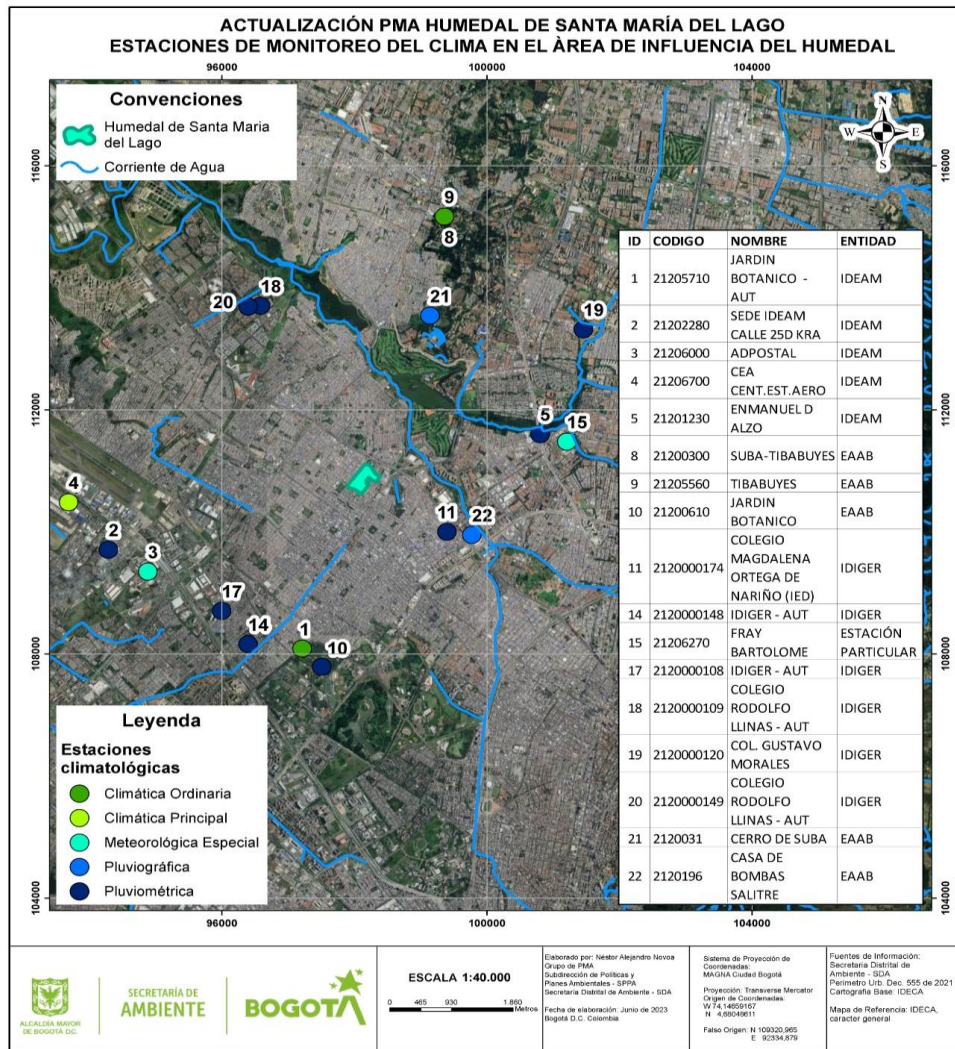 ACTUALIZACIÓN PMA HUMEDAL DE SANTA MARÍA DEL LAGO
ESTACIONES DE MONITOREO DEL CLIMA EN EL ÀREA DE INFLUENCIA DEL HUMEDAL
96000
100000
104000
Convenciones
Humedal de Santa Maria
del Lago
Corriente de Agua
N
W
E
S
116000
116000
112000
112000
108000
108000
104000
104000
9
8
21
20
18
19
5
15
4
2
3
11
22
17
14
1
10
ID CODIGO NOMBRE ENTIDAD
1 21205710 JARDIN
BOTANICO -
AUT
IDEAM
2 21202280 SEDE IDEAM
CALLE 25D KRA
IDEAM
3 21206000 ADPOSTAL IDEAM
4 21206700 CEA
CENT.EST.AERO
IDEAM
5 21201230 ENMANUEL D
ALZO
IDEAM
8 21200300 SUBA-TIBABUYES EAAB
9 21205560 TIBABUYES EAAB
10 21200610 JARDIN
BOTANICO
EAAB
11 2120000174 COLEGIO
MAGDALENA
ORTEGA DE
NARIÑO (IED)
IDIGER
14 2120000148 IDIGER - AUT IDIGER
15 21206270 FRAY
BARTOLOME
ESTACIÓN
PARTICULAR
17 2120000108 IDIGER - AUT IDIGER
18 2120000109 COLEGIO
RODOLFO
LLINAS - AUT
IDIGER
19 2120000120 COL. GUSTAVO
MORALES
IDIGER
20 2120000149 COLEGIO
RODOLFO
LLINAS - AUT
IDIGER
21 2120031 CERRO DE SUBA EAAB
22 2120196 CASA DE
BOMBAS
SALITRE
EAAB
Leyenda
Estaciones
climatológicas
Climática Ordinaria
Climática Principal
Meteorológica Especial
Pluviográfica
Pluviométrica
96000
100000
104000
ALCALDÍA MAYOR
DE BOGOTÁ D.C.
SECRETARÍA DE
AMBIENTE
BOGOTÁ
ESCALA 1:40.000
0 465 930 1.860
Metros
Elaborado por: Néstor Alejandro Novoa
Grupo de PMA
Subdirección de Políticas y
Planes Ambientales - SPPA
Secretaría Distrital de Ambiente - SDA
Fecha de elaboración: Junio de 2023
Bogotá D.C. Colombia
Sistema de Proyección de
Coordenadas:
MAGNA Ciudad Bogotá
Proyección: Transverse Mercator
Origen de Coordenadas:
W 74,14659167
N 4,68048611
Falso Origen: N 109320,965
E 92334,879
Fuentes de Información:
Secretaria Distrital de
Ambiente - SDA
Perímetro Urb. Dec. 555 de 2021
Cartografía Base: IDECA
Mapa de Referencia: IDECA,
caracter general